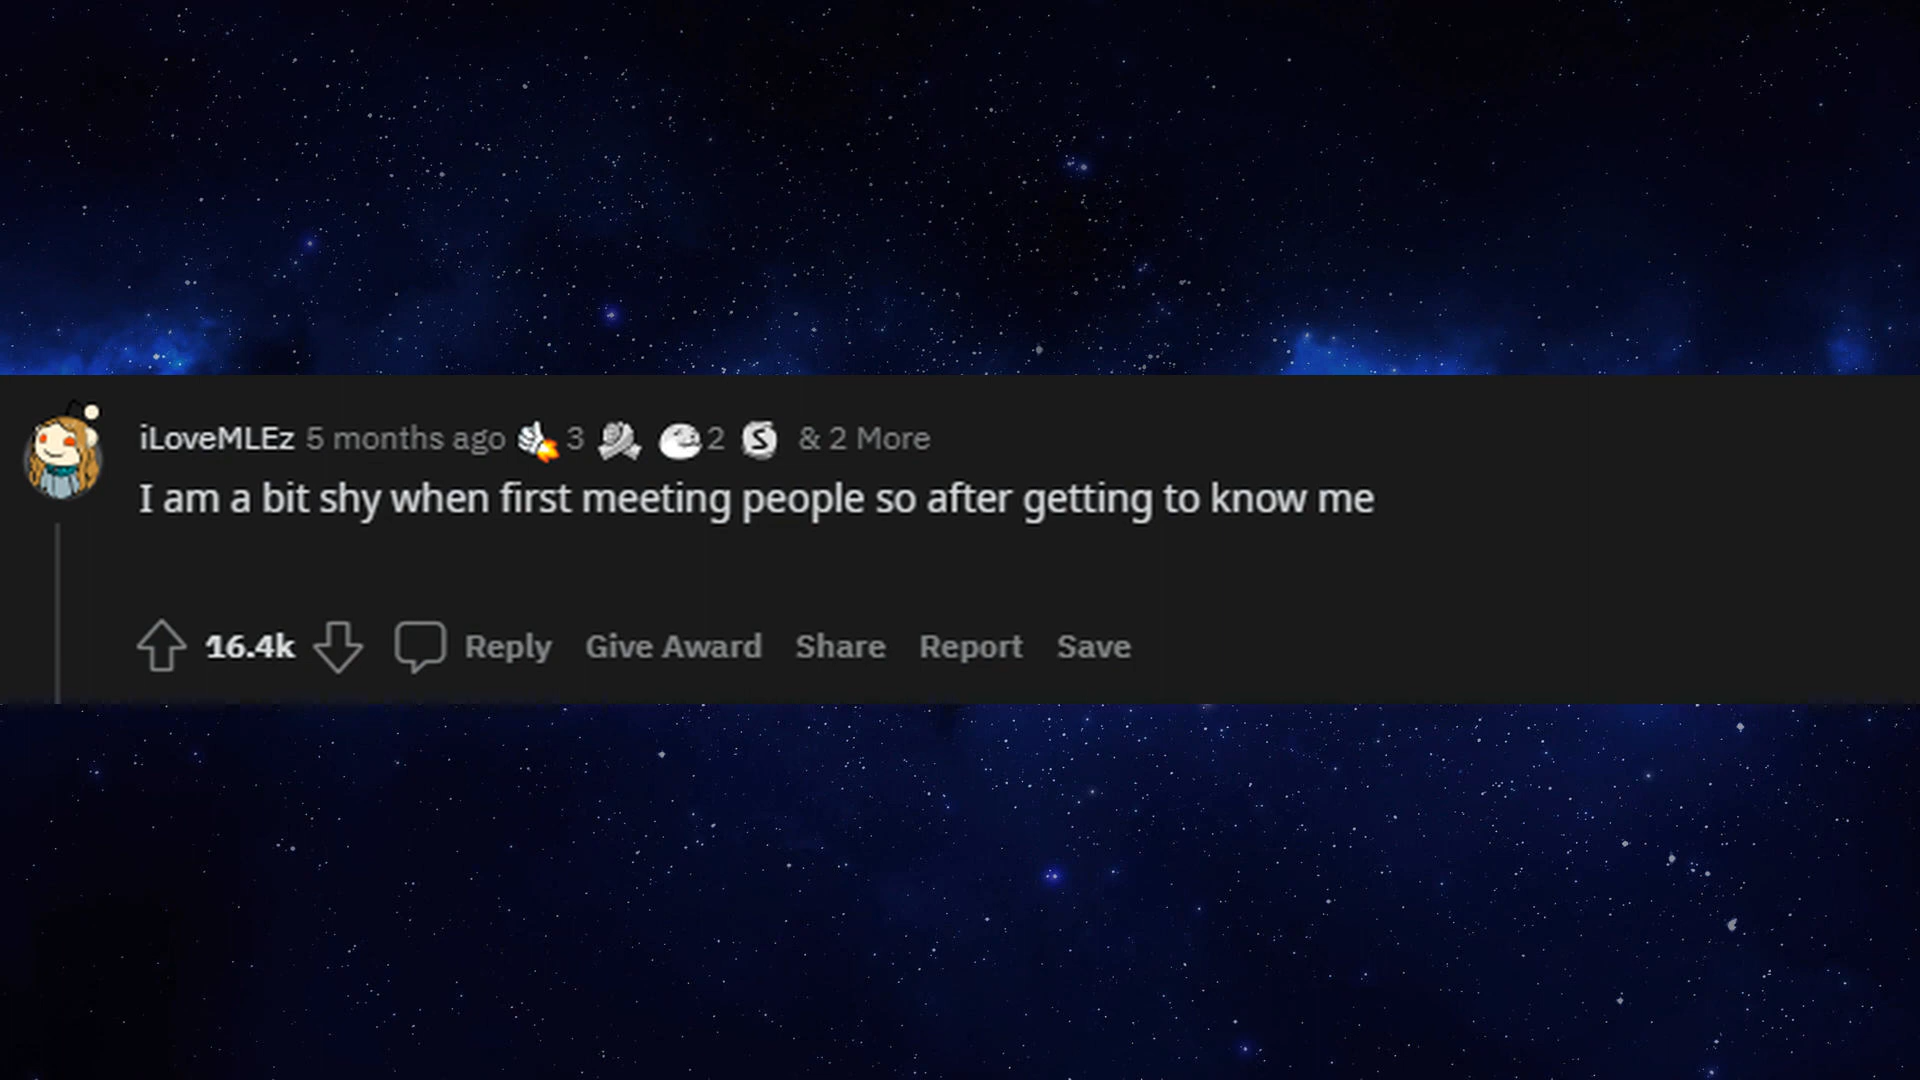 iLoveMLEz 5 months ago 3 2 S & 2 More
I am a bit shy when first meeting people so after getting to know me
16.4k Reply Give Award Share Report Save